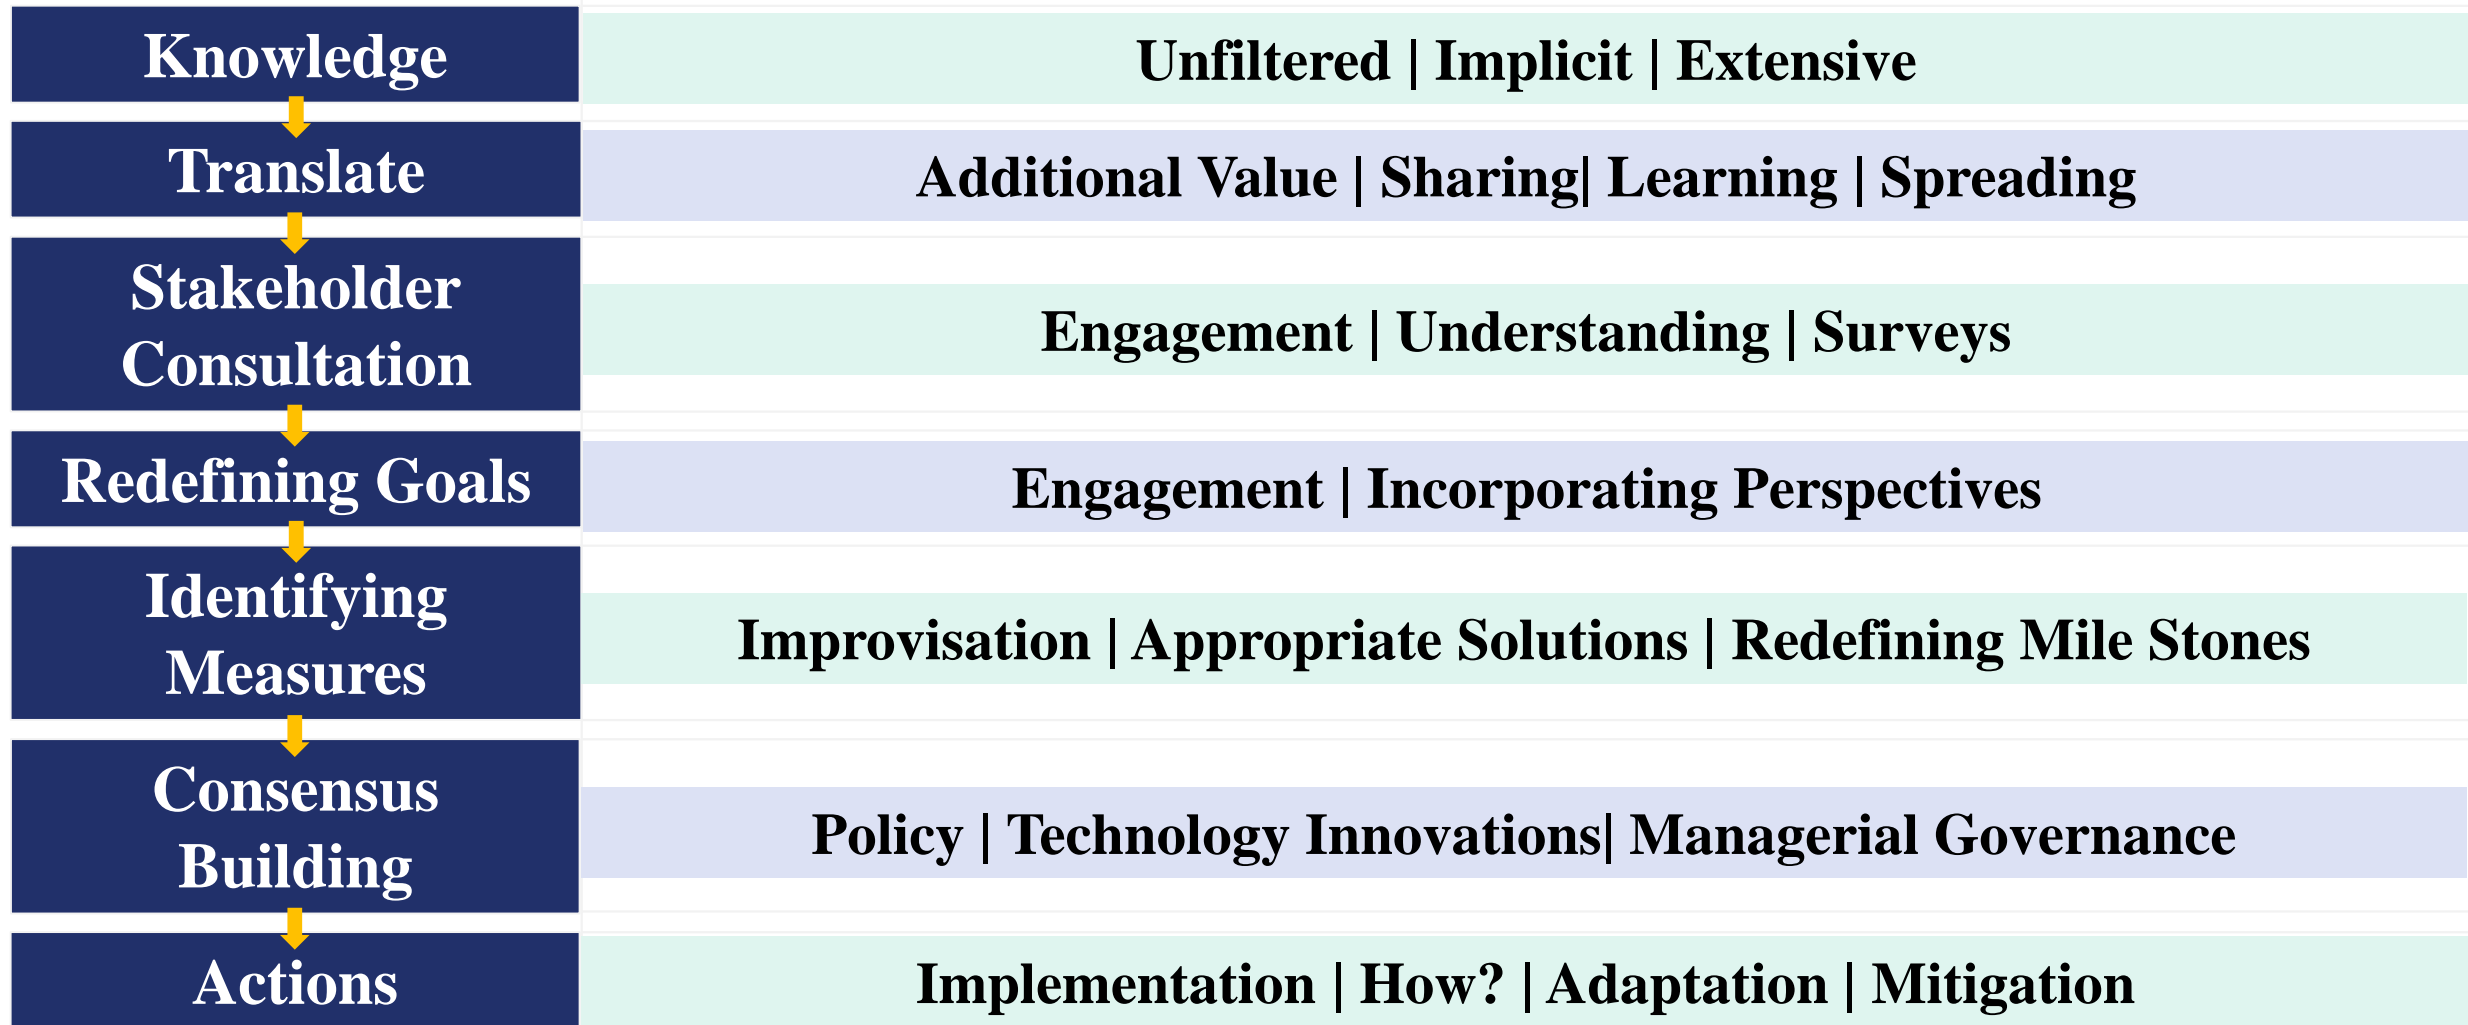 Knowledge
Unfiltered | Implicit | Extensive
Translate
Additional Value | Sharing| Learning | Spreading
Stakeholder
Consultation
Engagement | Understanding | Surveys
Redefining Goals
Engagement | Incorporating Perspectives
Identifying
Measures
Improvisation | Appropriate Solutions | Redefining Mile Stones
Consensus
Building
Policy | Technology Innovations| Managerial Governance
Actions
Implementation | How? | Adaptation | Mitigation